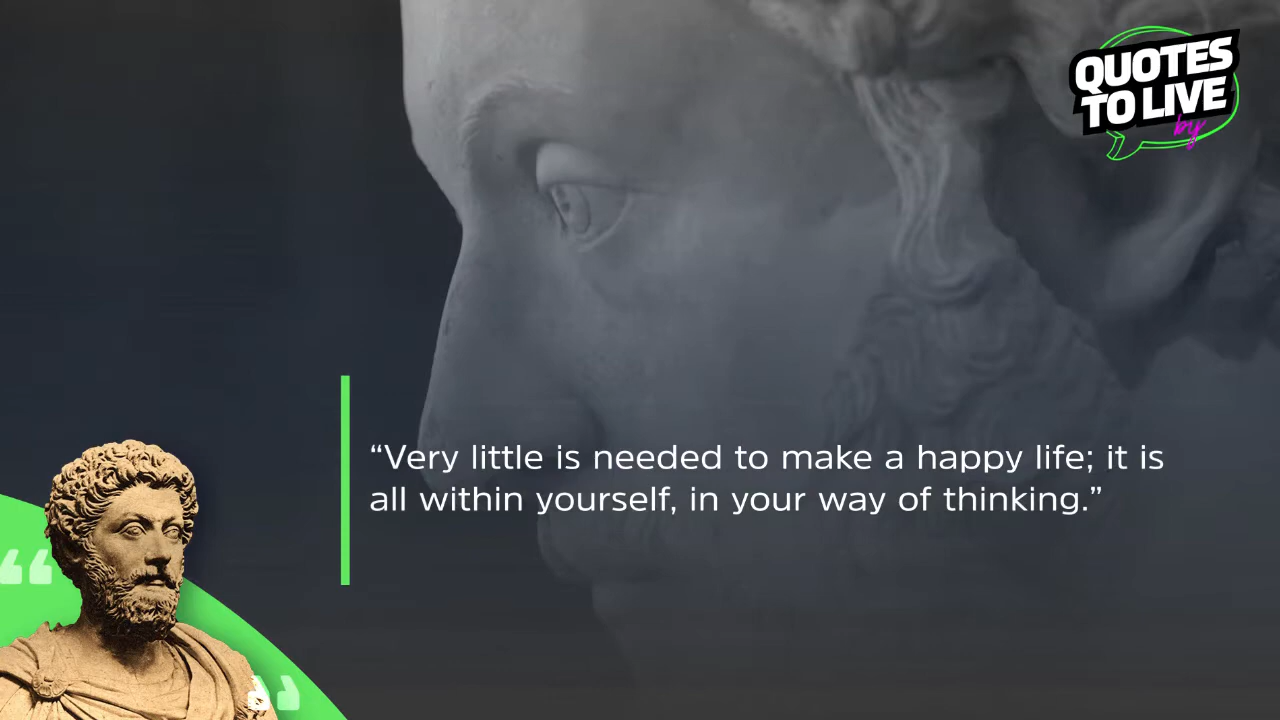 QUOTES
TO LIVE
by
“Very little is needed to make a happy life; it is
all within yourself, in your way of thinking.”